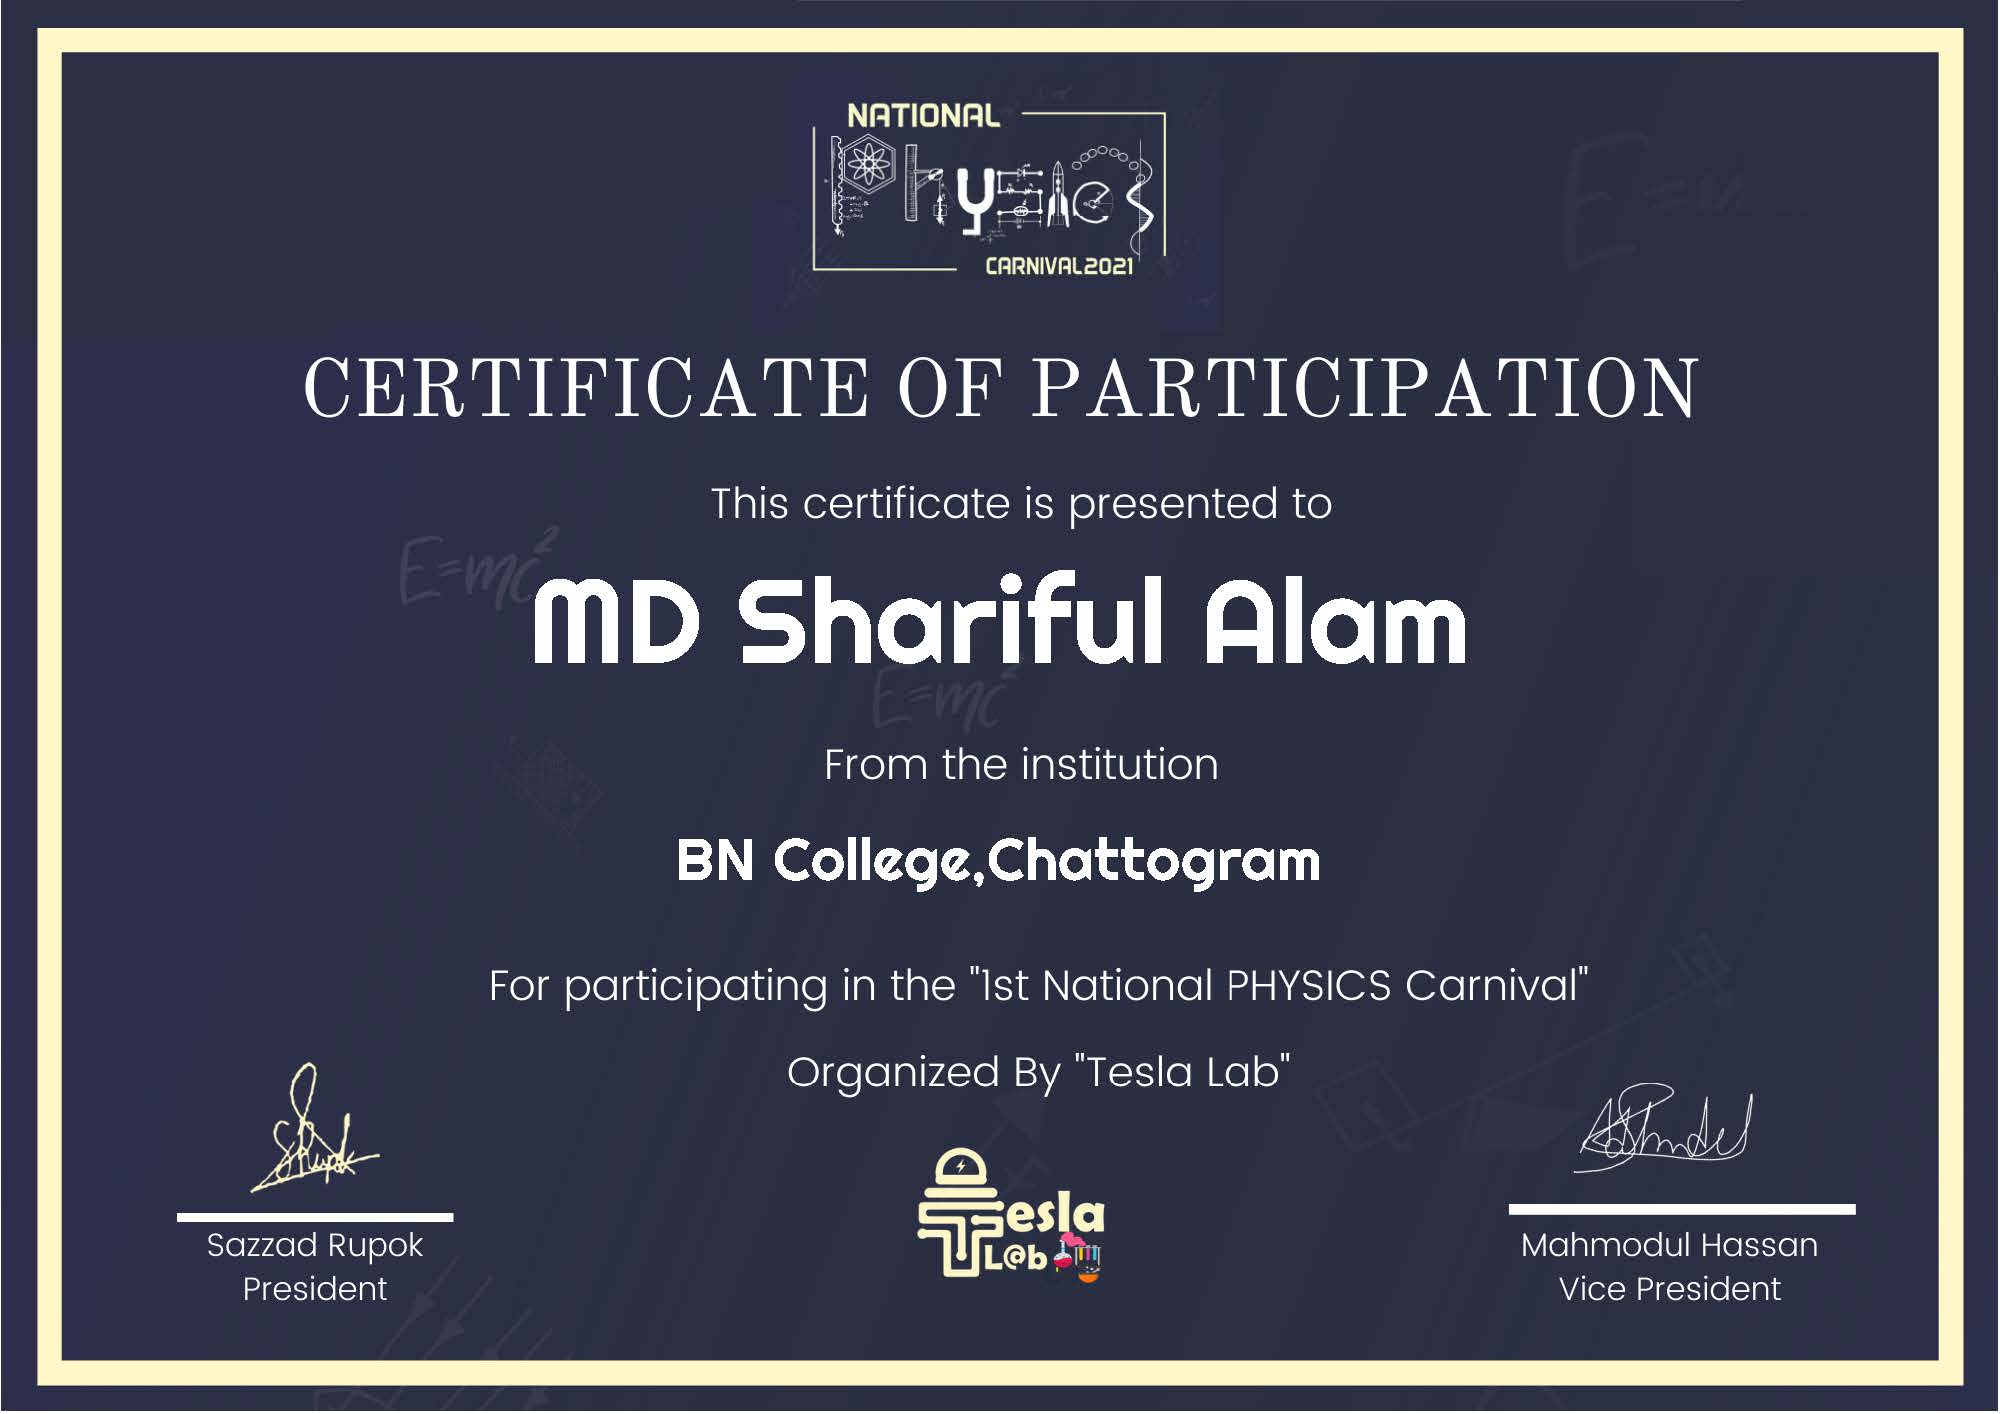 NATIONAL
Physics
CARNIVAL2021
CERTIFICATE OF PARTICIPATION
This certificate is presented to
E=mc²
MD Shariful Alam
E=mc²
From the institution
BN College,Chattogram
For participating in the "1st National PHYSICS Carnival"
Organized By "Tesla Lab"
Tesla
L@b
Sazzad Rupok
President
Mahmodul Hassan
Vice President